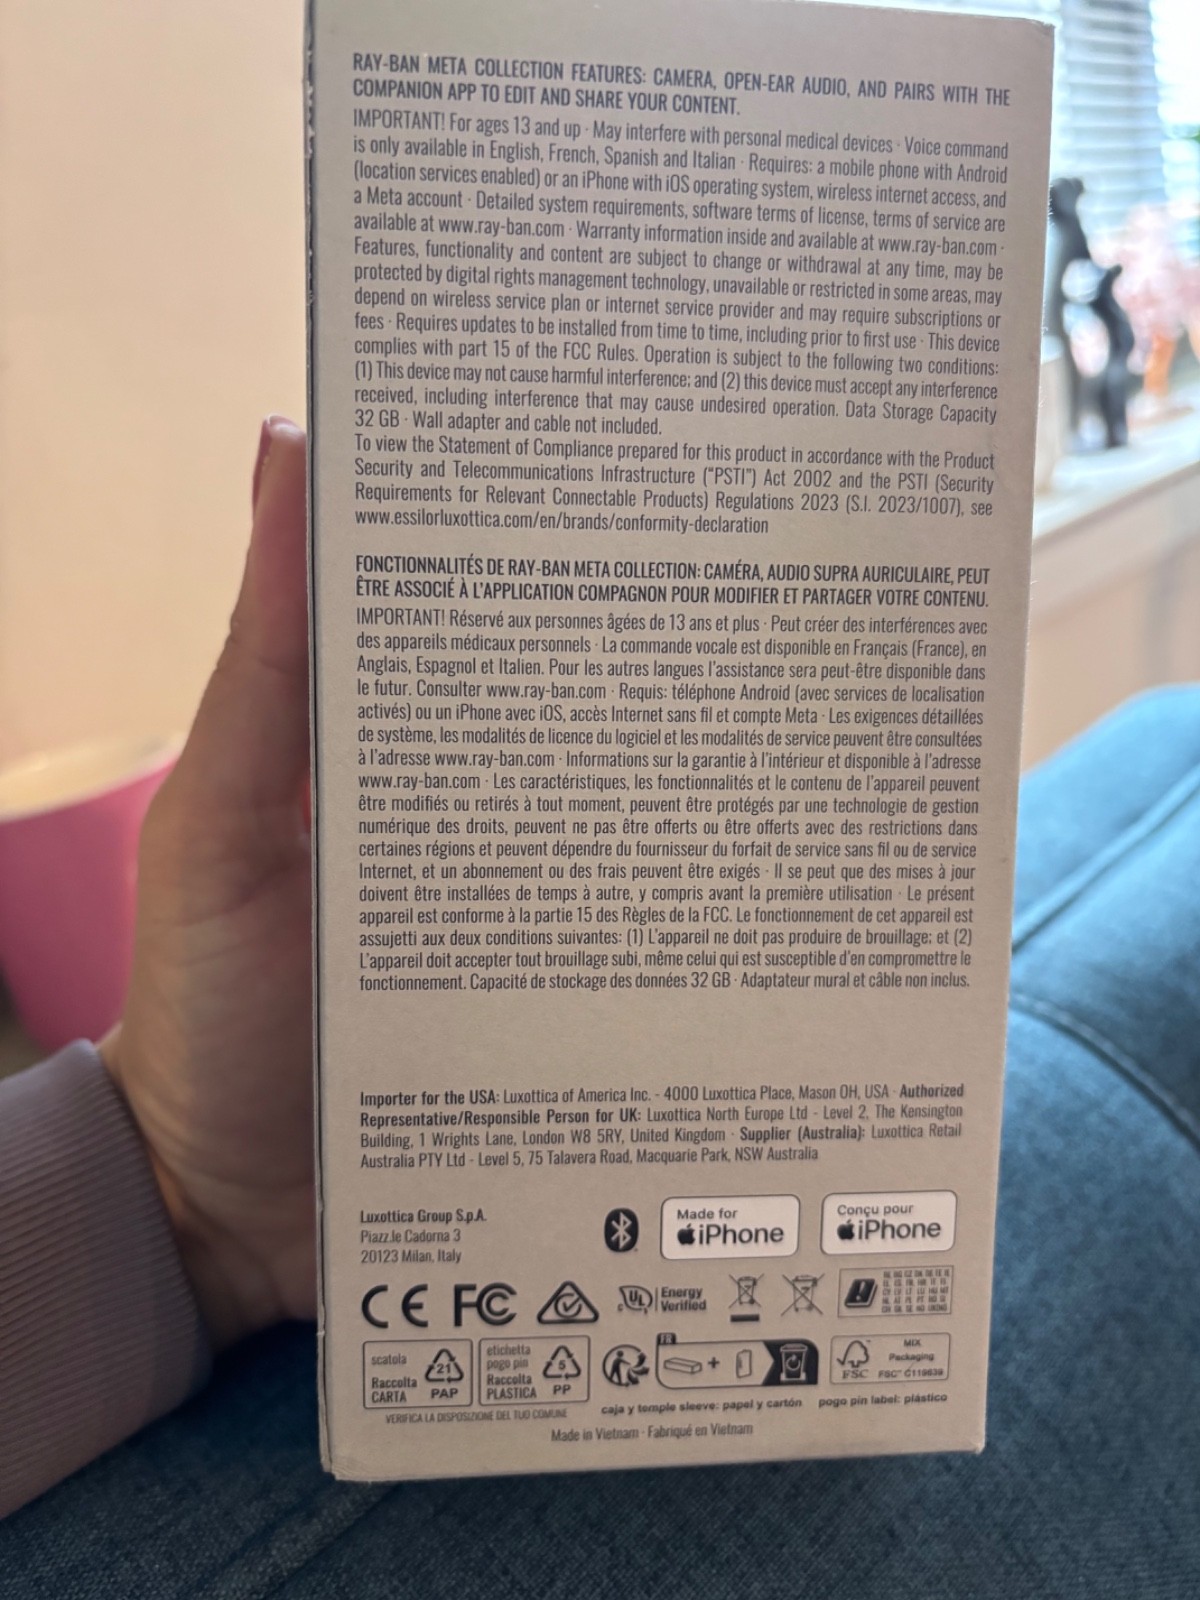 RAY-BAN META COLLECTION FEATURES: CAMERA, OPEN-EAR AUDIO, AND PAIRS WITH THE
COMPANION APP TO EDIT AND SHARE YOUR CONTENT.
IMPORTANT! For ages 13 and up · May interfere with personal medical devices · Voice command
is only available in English, French, Spanish and Italian · Requires: a mobile phone with Android
(location services enabled) or an iPhone with iOS operating system, wireless internet access, and
a Meta account · Detailed system requirements, software terms of license, terms of service are
available at www.ray-ban.com · Warranty information inside and available at www.ray-ban.com ·
Features, functionality and content are subject to change or withdrawal at any time, may be
protected by digital rights management technology, unavailable or restricted in some areas, may
depend on wireless service plan or internet service provider and may require subscriptions or
fees · Requires updates to be installed from time to time, including prior to first use · This device
complies with part 15 of the FCC Rules. Operation is subject to the following two conditions:
(1) This device may not cause harmful interference; and (2) this device must accept any interference
received, including interference that may cause undesired operation. Data Storage Capacity
32 GB · Wall adapter and cable not included.
To view the Statement of Compliance prepared for this product in accordance with the Product
Security and Telecommunications Infrastructure ("PSTI") Act 2002 and the PSTI (Security
Requirements for Relevant Connectable Products) Regulations 2023 (S.I. 2023/1007), see
www.essilorluxottica.com/en/brands/conformity-declaration
FONCTIONNALITÉS DE RAY-BAN META COLLECTION: CAMÉRA, AUDIO SUPRA AURICULAIRE, PEUT
ÊTRE ASSOCIÉ À L'APPLICATION COMPAGNON POUR MODIFIER ET PARTAGER VOTRE CONTENU.
IMPORTANT! Réservé aux personnes âgées de 13 ans et plus · Peut créer des interférences avec
des appareils médicaux personnels · La commande vocale est disponible en Français (France), en
Anglais, Espagnol et Italien. Pour les autres langues l'assistance sera peut-être disponible dans
le futur. Consulter www.ray-ban.com · Requis: téléphone Android (avec services de localisation
activés) ou un iPhone avec iOS, accès Internet sans fil et compte Meta · Les exigences détaillées
de système, les modalités de licence du logiciel et les modalités de service peuvent être consultées
à l'adresse www.ray-ban.com · Informations sur la garantie à l'intérieur et disponible à l'adresse
www.ray-ban.com · Les caractéristiques, les fonctionnalités et le contenu de l'appareil peuvent
être modifiés ou retirés à tout moment, peuvent être protégés par une technologie de gestion
numérique des droits, peuvent ne pas être offerts ou être offerts avec des restrictions dans
certaines régions et peuvent dépendre du fournisseur du forfait de service sans fil ou de service
Internet, et un abonnement ou des frais peuvent être exigés · Il se peut que des mises à jour
doivent être installées de temps à autre, y compris avant la première utilisation · Le présent
appareil est conforme à la partie 15 des Règles de la FCC. Le fonctionnement de cet appareil est
assujetti aux deux conditions suivantes: (1) L'appareil ne doit pas produire de brouillage; et (2)
L'appareil doit accepter tout brouillage subi, même celui qui est susceptible d'en compromettre le
fonctionnement. Capacité de stockage des données 32 GB · Adaptateur mural et câble non inclus.
Importer for the USA: Luxottica of America Inc. - 4000 Luxottica Place, Mason OH, USA · Authorized
Representative/Responsible Person for UK: Luxottica North Europe Ltd - Level 2, The Kensington
Building, 1 Wrights Lane, London W8 5RY, United Kingdom · Supplier (Australia): Luxottica Retail
Australia PTY Ltd - Level 5, 75 Talavera Road, Macquarie Park, NSW Australia
Luxottica Group S.p.A.
Piazz.le Cadorna 3
20123 Milan, Italy
Made for
iPhone
Conçu pour
iPhone
CE FC
c UL Energy
Verified
scatola
Raccolta
CARTA
21
PAP
etichetta
pogo pin
Raccolta
PLASTICA
5
PP
FR
+
FSC
MIX
Packaging
FSC® C119639
VERIFICA LA DISPOSIZIONE DEL TUO COMUNE
caja y temple sleeve: papel y cartón
pogo pin label: plástico
Made in Vietnam · Fabriqué en Vietnam